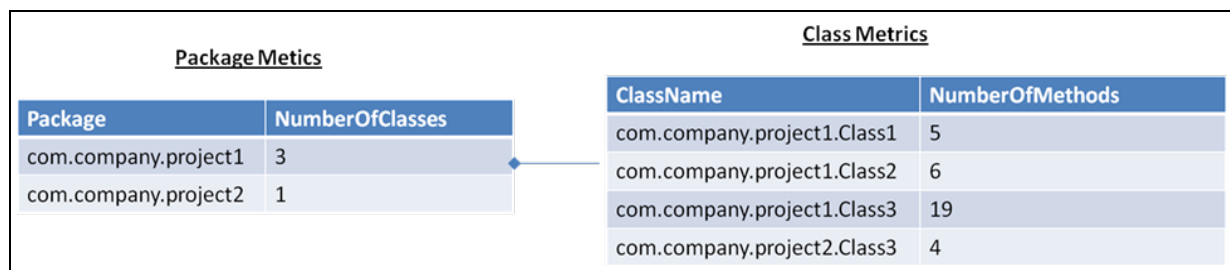 Package Metics
Package NumberOfClasses
com.company.project1 3
com.company.project2 1
Class Metrics
ClassName NumberOfMethods
com.company.project1.Class1 5
com.company.project1.Class2 6
com.company.project1.Class3 19
com.company.project2.Class3 4